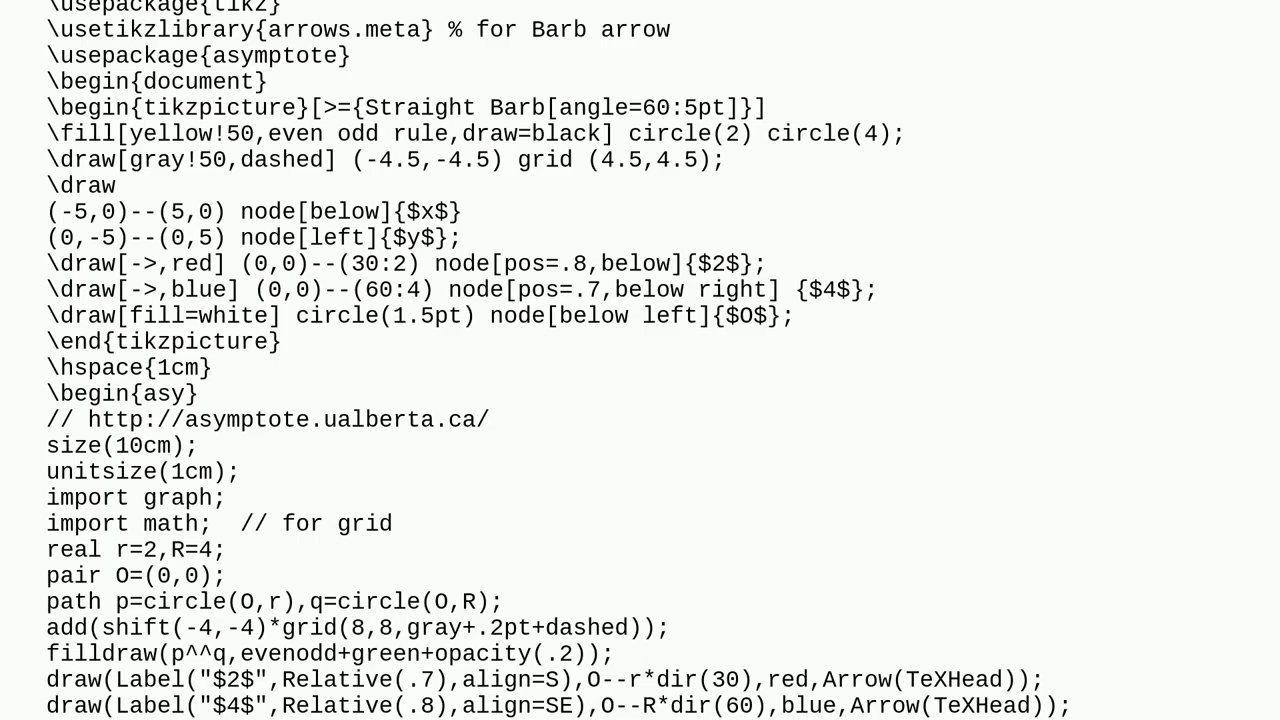 \usepackage{tikz}
\usetikzlibrary{arrows.meta} % for Barb arrow
\usepackage{asymptote}
\begin{document}
\begin{tikzpicture}[>={Straight Barb[angle=60:5pt]}]
\fill[yellow!50,even odd rule,draw=black] circle(2) circle(4);
\draw[gray!50,dashed] (-4.5,-4.5) grid (4.5,4.5);
\draw
(-5,0)--(5,0) node[below]{$x$}
(0,-5)--(0,5) node[left]{$y$};
\draw[->,red] (0,0)--(30:2) node[pos=.8,below]{$2$};
\draw[->,blue] (0,0)--(60:4) node[pos=.7,below right] {$4$};
\draw[fill=white] circle(1.5pt) node[below left]{$O$};
\end{tikzpicture}
\hspace{1cm}
\begin{asy}
// http://asymptote.ualberta.ca/
size(10cm);
unitsize(1cm);
import graph;
import math;  // for grid
real r=2,R=4;
pair O=(0,0);
path p=circle(O,r),q=circle(O,R);
add(shift(-4,-4)*grid(8,8,gray+.2pt+dashed));
filldraw(p^^q,evenodd+green+opacity(.2));
draw(Label("$2$",Relative(.7),align=S),O--r*dir(30),red,Arrow(TeXHead));
draw(Label("$4$",Relative(.8),align=SE),O--R*dir(60),blue,Arrow(TeXHead));